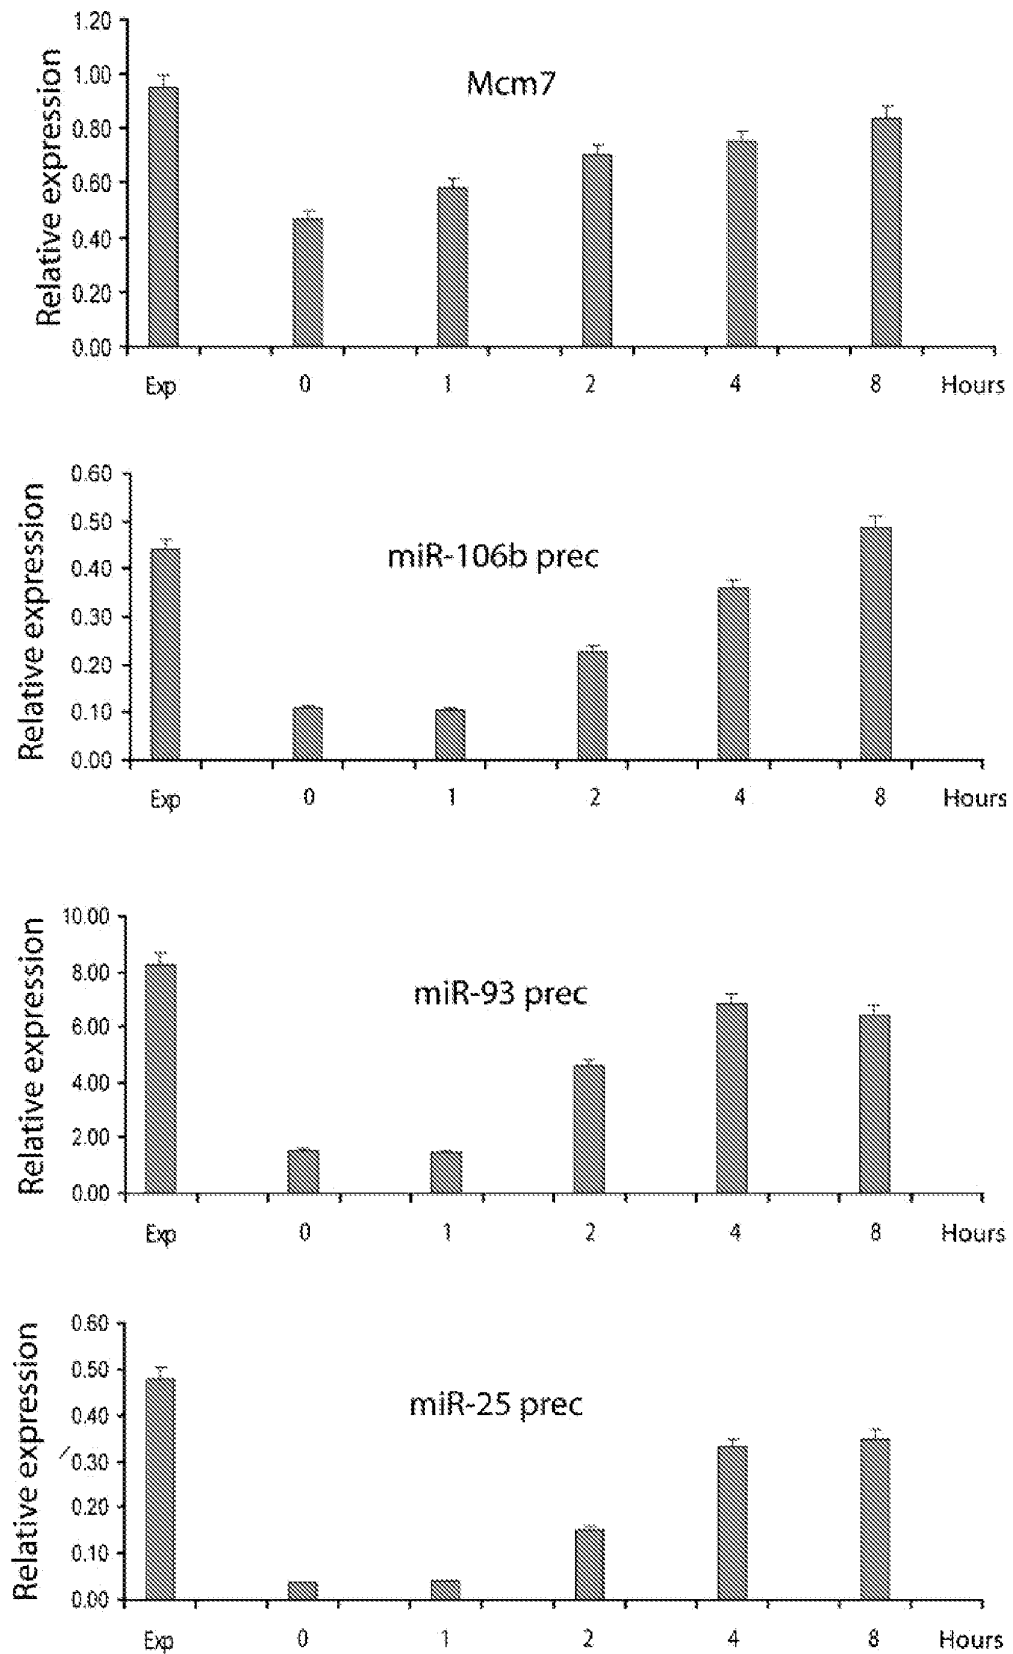 Mcm7
Relative expression
1.20
1.00
0.80
0.60
0.40
0.20
0.00
Exp 0 1 2 4 8 Hours
miR-106b prec
Relative expression
0.60
0.50
0.40
0.30
0.20
0.10
0.00
Exp 0 1 2 4 8 Hours
miR-93 prec
Relative expression
10.00
8.00
6.00
4.00
2.00
0.00
Exp 0 1 2 4 8 Hours
miR-25 prec
Relative expression
0.60
0.50
0.40
0.30
0.20
0.10
0.00
Exp 0 1 2 4 8 Hours